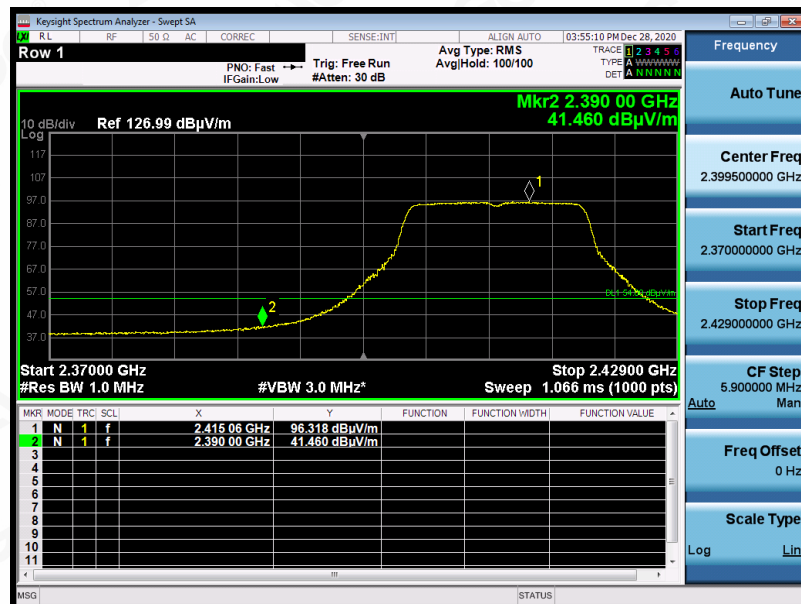 Keysight Spectrum Analyzer - Swept SA
LXI RL RF 50 Ω AC CORREC SENSE:INT ALIGN AUTO 03:55:10 PM Dec 28, 2020
Row 1
PNO: Fast
IFGain:Low
Trig: Free Run
#Atten: 30 dB
Avg Type: RMS
Avg|Hold: 100/100
TRACE 1 2 3 4 5 6
TYPE A WWWWW
DET A N N N N N
Mkr2 2.390 00 GHz
41.460 dBµV/m
10 dB/div Ref 126.99 dBµV/m
Log
117
107
97.0
87.0
77.0
67.0
57.0
47.0
37.0
1
2
Start 2.37000 GHz Stop 2.42900 GHz
#Res BW 1.0 MHz #VBW 3.0 MHz* Sweep 1.066 ms (1000 pts)
MKR MODE TRC SCL X Y FUNCTION FUNCTION WIDTH FUNCTION VALUE
1 N 1 f 2.415 06 GHz 96.318 dBµV/m
2 N 1 f 2.390 00 GHz 41.460 dBµV/m
3
4
5
6
7
8
9
10
11
MSG STATUS
Frequency
Auto Tune
Center Freq
2.399500000 GHz
Start Freq
2.370000000 GHz
Stop Freq
2.429000000 GHz
CF Step
5.900000 MHz
Auto Man
Freq Offset
0 Hz
Scale Type
Log Lin